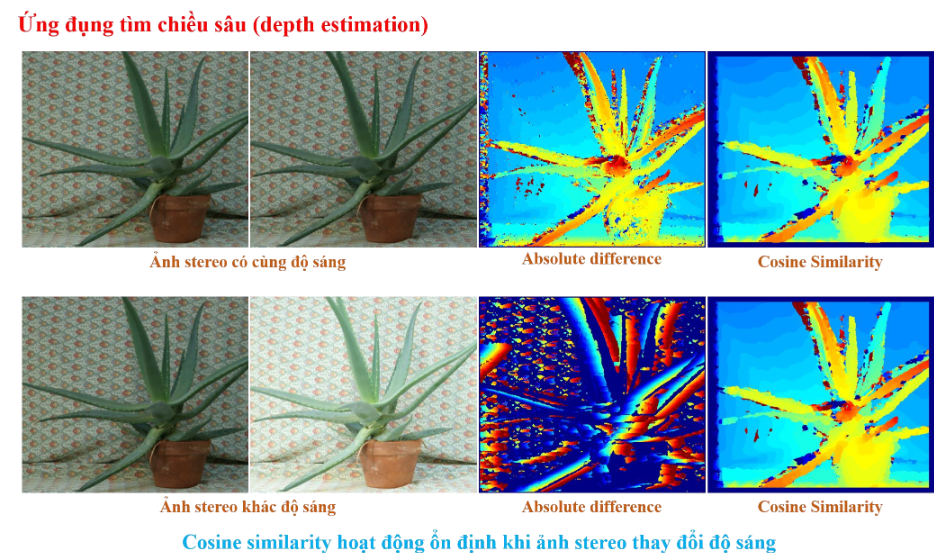 Ứng đụng tìm chiều sâu (depth estimation)
Ảnh stereo có cùng độ sáng
Absolute difference
Cosine Similarity
Ảnh stereo khác độ sáng
Absolute difference
Cosine Similarity
Cosine similarity hoạt động ổn định khi ảnh stereo thay đổi độ sáng